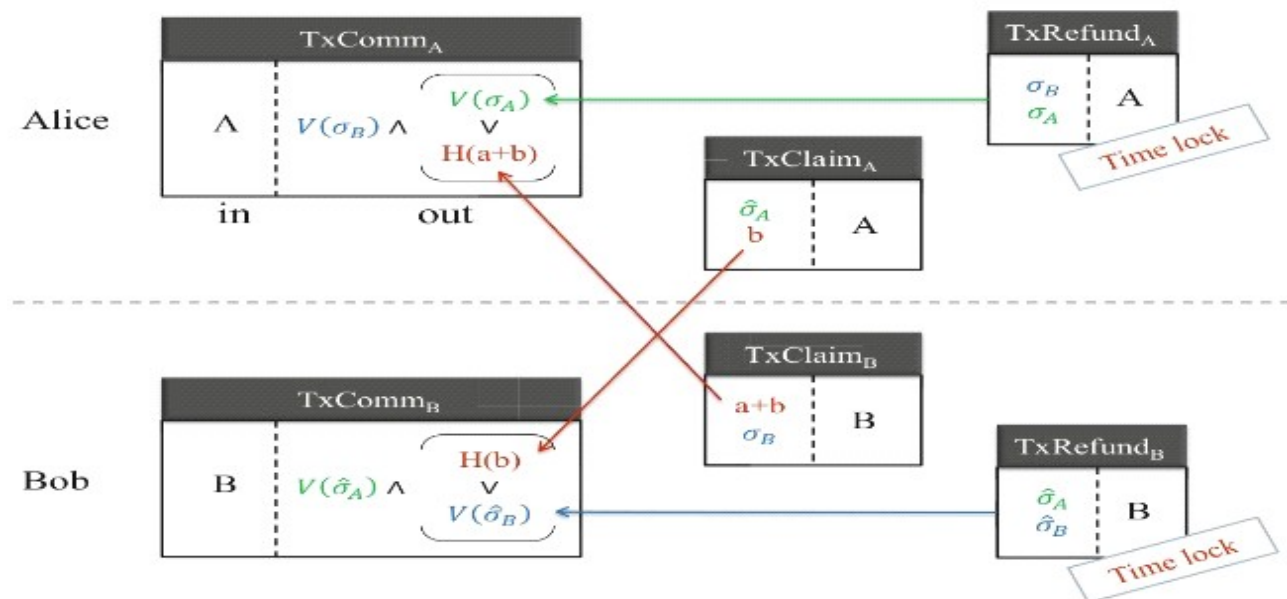 TxComm_A
TxRefund_A
Alice
Λ
V(σ_B) ∧
V(σ_A)
∨
H(a+b)
σ_B
σ_A
A
Time lock
in
out
TxClaim_A
σ̂_A
b
A
TxClaim_B
a+b
σ_B
B
TxComm_B
TxRefund_B
Bob
B
V(σ̂_A) ∧
H(b)
∨
V(σ̂_B)
σ̂_A
σ̂_B
B
Time lock